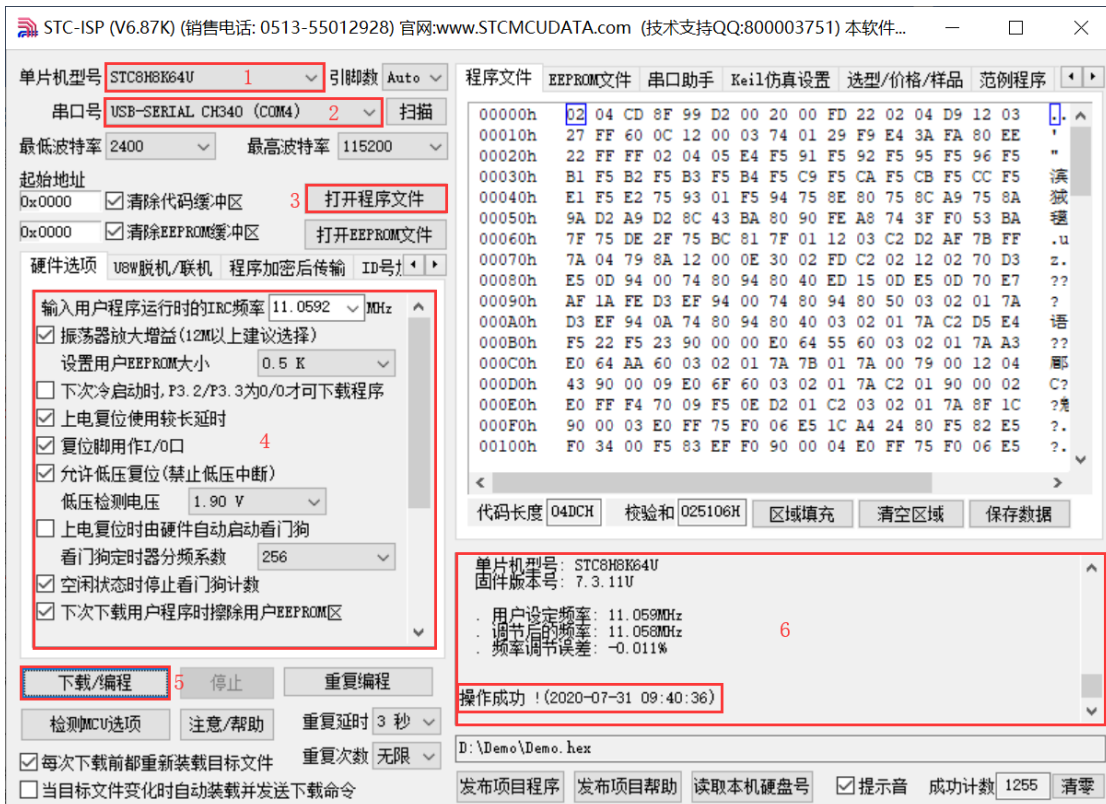 STC-ISP (V6.87K) (销售电话: 0513-55012928) 官网:www.STCMCUDATA.com (技术支持QQ:800003751) 本软件...
单片机型号 STC8H8K64U 1 引脚数 Auto
串口号 USB-SERIAL CH340 (COM4) 2 扫描
最低波特率 2400 最高波特率 115200
起始地址
0x0000 清除代码缓冲区 3 打开程序文件
0x0000 清除EEPROM缓冲区 打开EEPROM文件
硬件选项 U8W脱机/联机 程序加密后传输
输入用户程序运行时的IRC频率 11.0592 MHz
振荡器放大增益(12M以上建议选择)
设置用户EEPROM大小 0.5 K
下次冷启动时,P3.2/P3.3为0/0才可下载程序
上电复位使用较长延时
复位脚用作I/O口 4
允许低压复位(禁止低压中断)
低压检测电压 1.90 V
上电复位时由硬件自动启动看门狗
看门狗定时器分频系数 256
空闲状态时停止看门狗计数
下次下载用户程序时擦除用户EEPROM区
下载/编程 5 停止 重复编程
检测MCU选项 注意/帮助 重复延时 3 秒
重复次数 无限
每次下载前都重新装载目标文件
当目标文件变化时自动装载并发送下载命令
程序文件 EEPROM文件 串口助手 Keil仿真设置 选型/价格/样品 范例程序
00000h 02 04 CD 8F 99 D2 00 20 00 FD 22 02 04 D9 12 03 ..
00010h 27 FF 60 0C 12 00 03 74 01 29 F9 E4 3A FA 80 EE '
00020h 22 FF FF 02 04 05 E4 F5 91 F5 92 F5 95 F5 96 F5 "
00030h B1 F5 B2 F5 B3 F5 B4 F5 C9 F5 CA F5 CB F5 CC F5 滨
00040h E1 F5 E2 75 93 01 F5 94 75 8E 80 75 8C A9 75 8A
00050h 9A D2 A9 D2 8C 43 BA 80 90 FE A8 74 3F F0 53 BA
00060h 7F 75 DE 2F 75 BC 81 7F 01 12 03 C2 D2 AF 7B FF .u
00070h 7A 04 79 8A 12 00 0E 30 02 FD C2 02 12 02 70 D3 z.
00080h E5 0D 94 00 74 80 94 80 40 ED 15 0D E5 0D 70 E7 ??
00090h AF 1A FE D3 EF 94 00 74 80 94 80 50 03 02 01 7A ?
000A0h D3 EF 94 0A 74 80 94 80 40 03 02 01 7A C2 D5 E4 语
000B0h F5 22 F5 23 90 00 00 E0 64 55 60 03 02 01 7A A3 ??
000C0h E0 64 AA 60 03 02 01 7A 7B 01 7A 00 79 00 12 04
000D0h 43 90 00 09 E0 6F 60 03 02 01 7A C2 01 90 00 02 C?
000E0h E0 FF F4 70 09 F5 0E D2 01 C2 03 02 01 7A 8F 1C
000F0h 90 00 03 E0 FF 75 F0 06 E5 1C A4 24 80 F5 82 E5 ?.
00100h F0 34 00 F5 83 EF F0 90 00 04 E0 FF 75 F0 06 E5 ?.
代码长度 04DCH 校验和 025106H 区域填充 清空区域 保存数据
单片机型号: STC8H8K64U
固件版本号: 7.3.11U
. 用户设定频率: 11.059MHz
. 调节后的频率: 11.058MHz
. 频率调节误差: -0.011%
6
操作成功 !(2020-07-31 09:40:36)
D:\Demo\Demo.hex
发布项目程序 发布项目帮助 读取本机硬盘号 提示音 成功计数 1255 清零